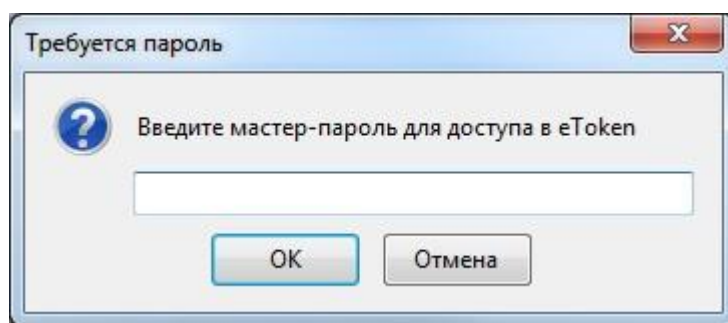 Требуется пароль
Введите мастер-пароль для доступа в eToken
OK
Отмена